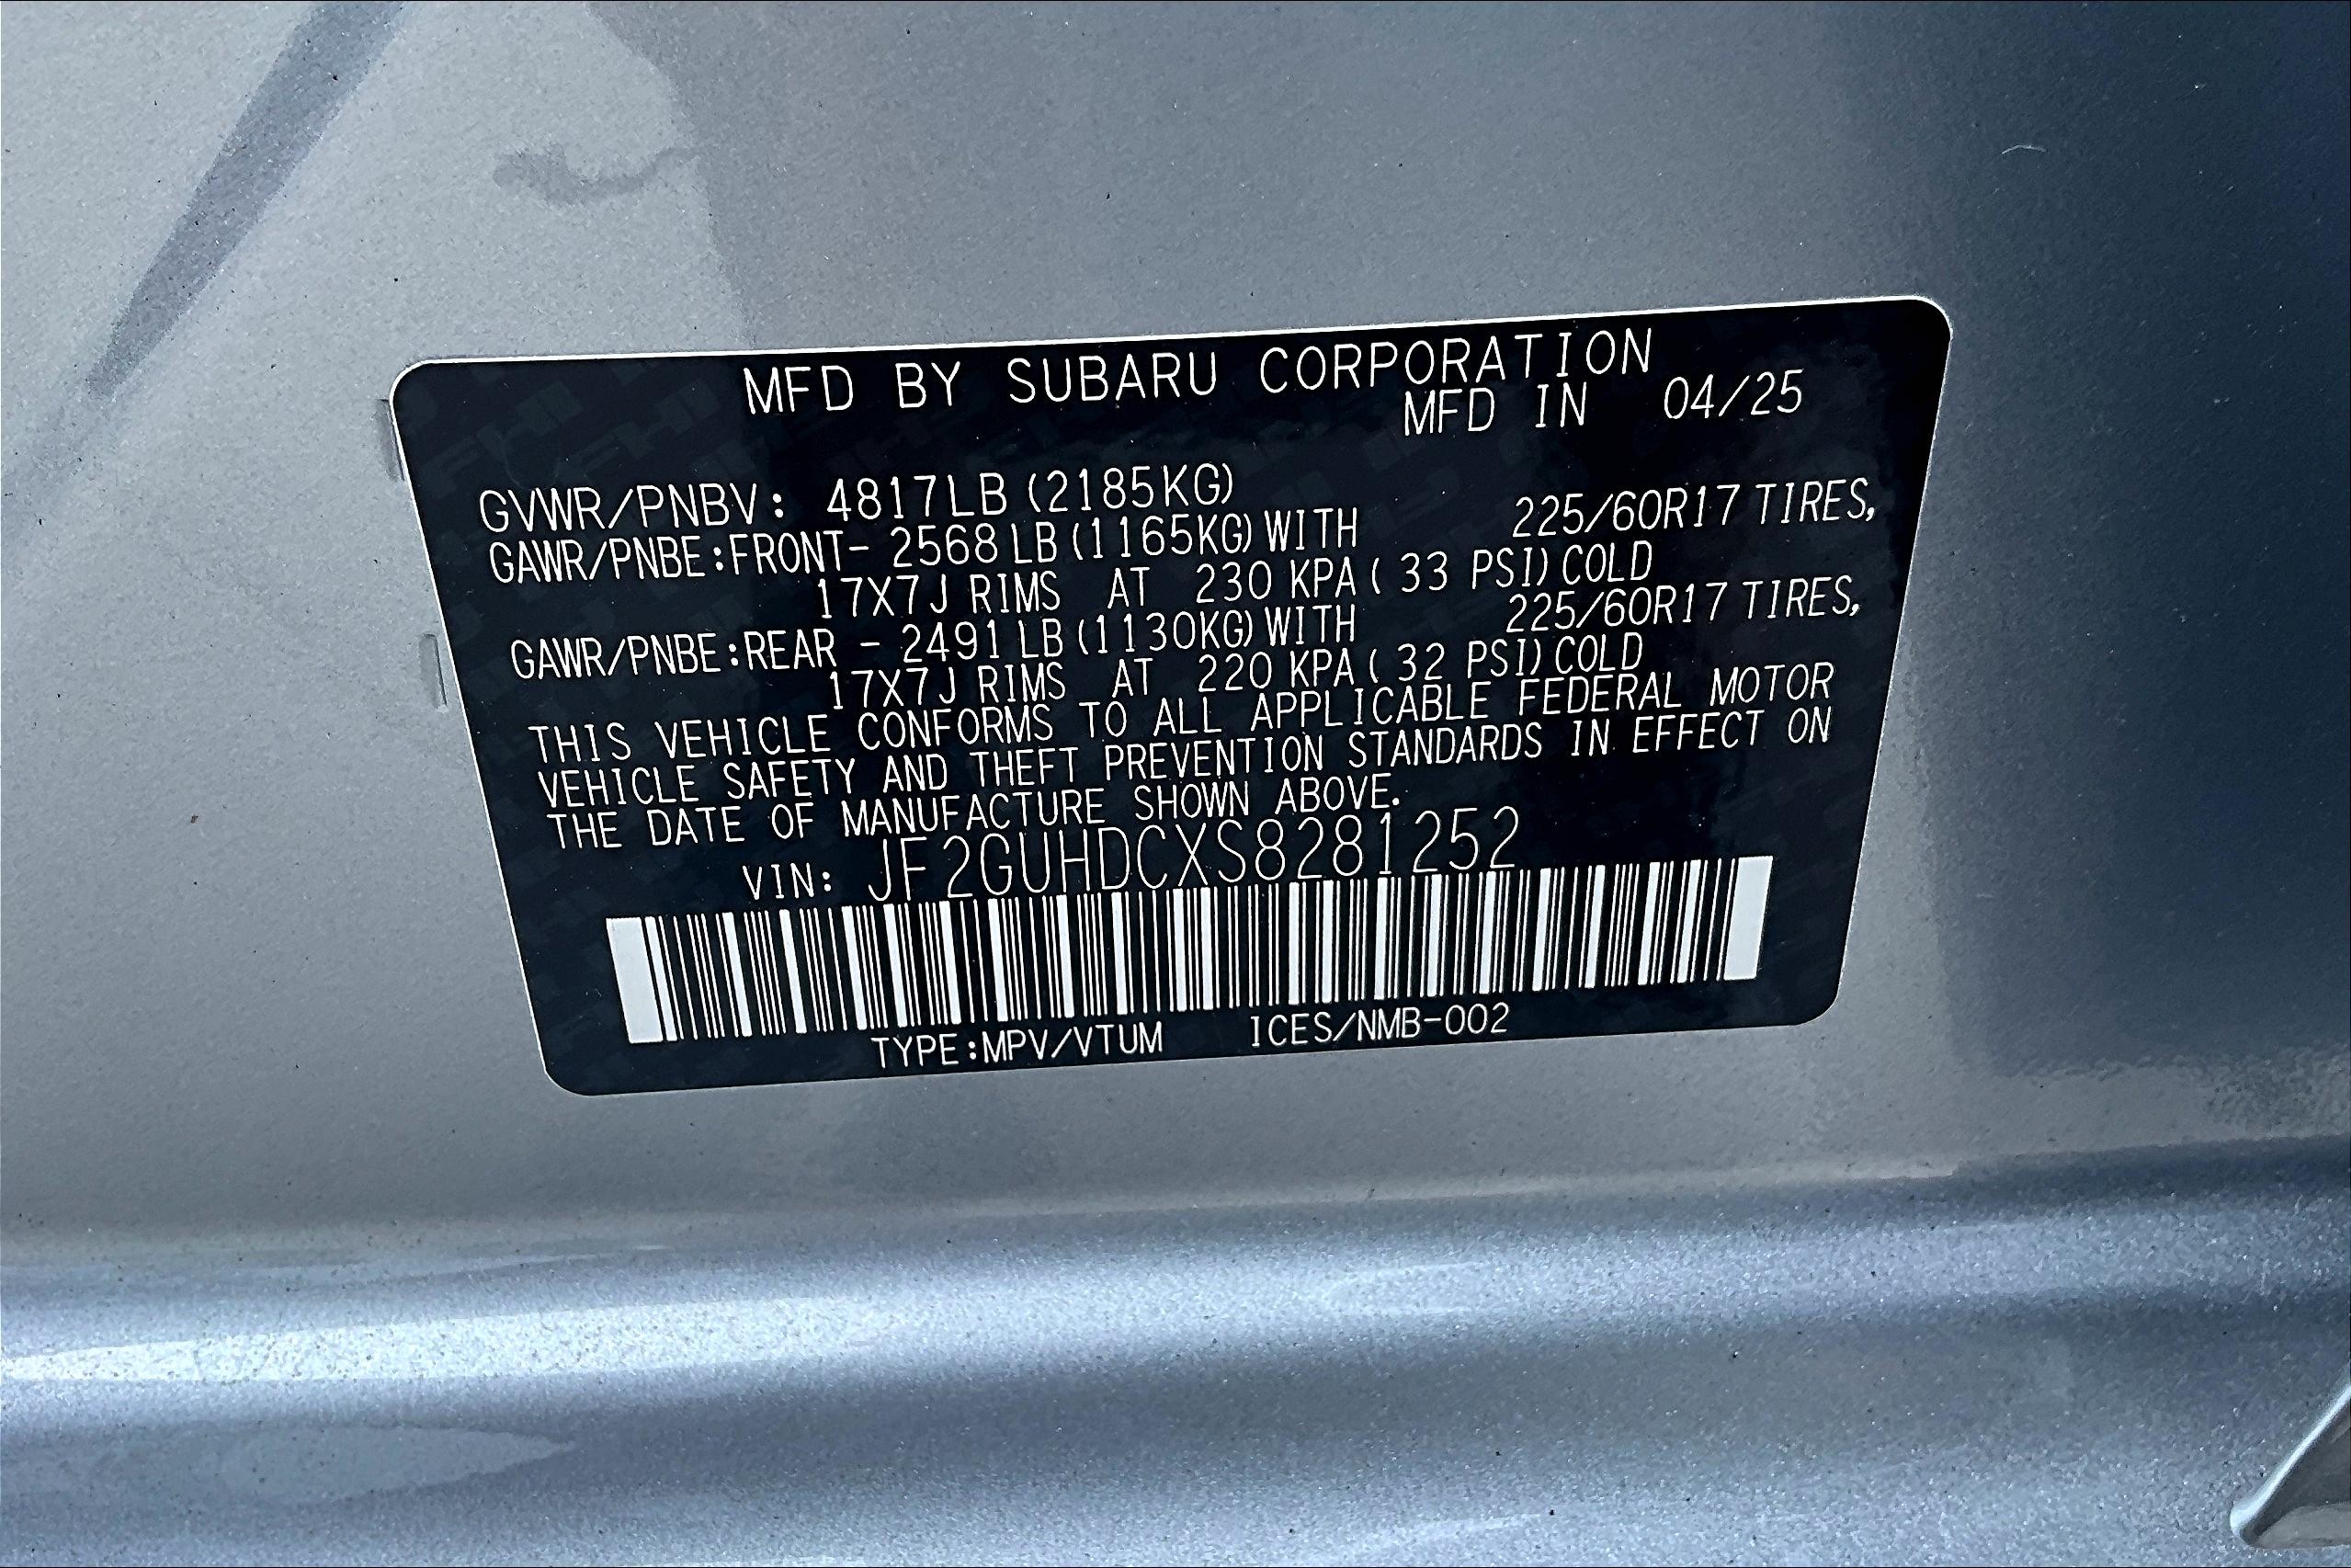 MFD BY SUBARU CORPORATION
MFD IN 04/25
GVWR/PNBV: 4817LB (2185KG)
GAWR/PNBE:FRONT- 2568 LB (1165KG) WITH 225/60R17 TIRES,
17X7J RIMS AT 230 KPA ( 33 PSI) COLD
GAWR/PNBE:REAR - 2491 LB (1130KG) WITH 225/60R17 TIRES,
17X7J RIMS AT 220 KPA ( 32 PSI) COLD
THIS VEHICLE CONFORMS TO ALL APPLICABLE FEDERAL MOTOR
VEHICLE SAFETY AND THEFT PREVENTION STANDARDS IN EFFECT ON
THE DATE OF MANUFACTURE SHOWN ABOVE.
VIN: JF2GUHDCXS8281252
TYPE:MPV/VTUM ICES/NMB-002